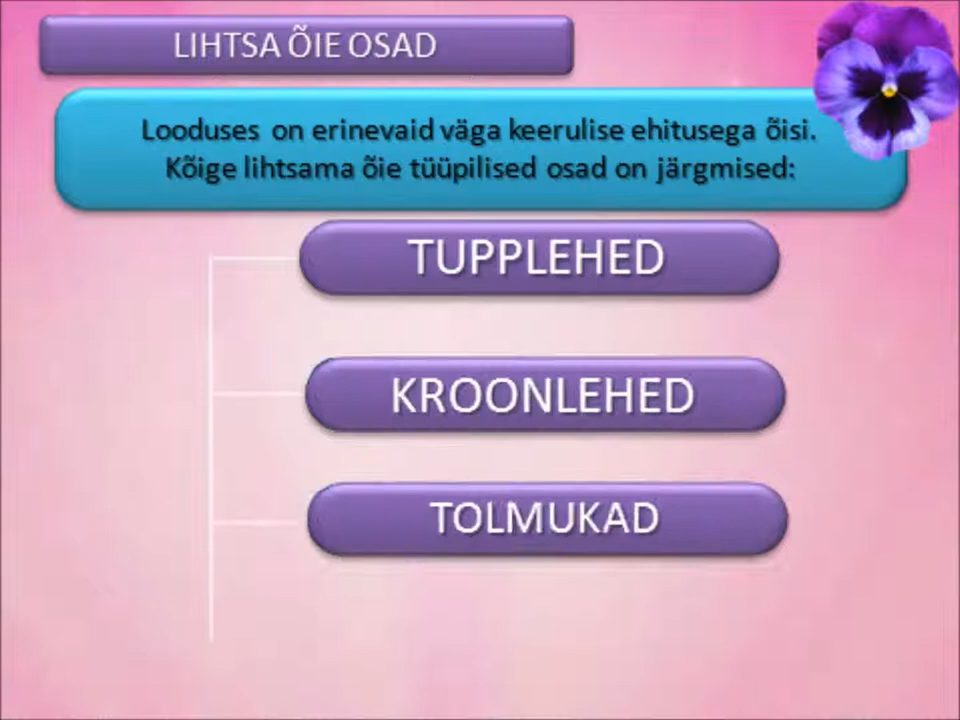 LIHTSA ÕIE OSAD
Looduses on erinevaid väga keerulise ehitusega õisi.
Kõige lihtsama õie tüüpilised osad on järgmised:
TUPPLEHED
KROONLEHED
TOLMUKAD